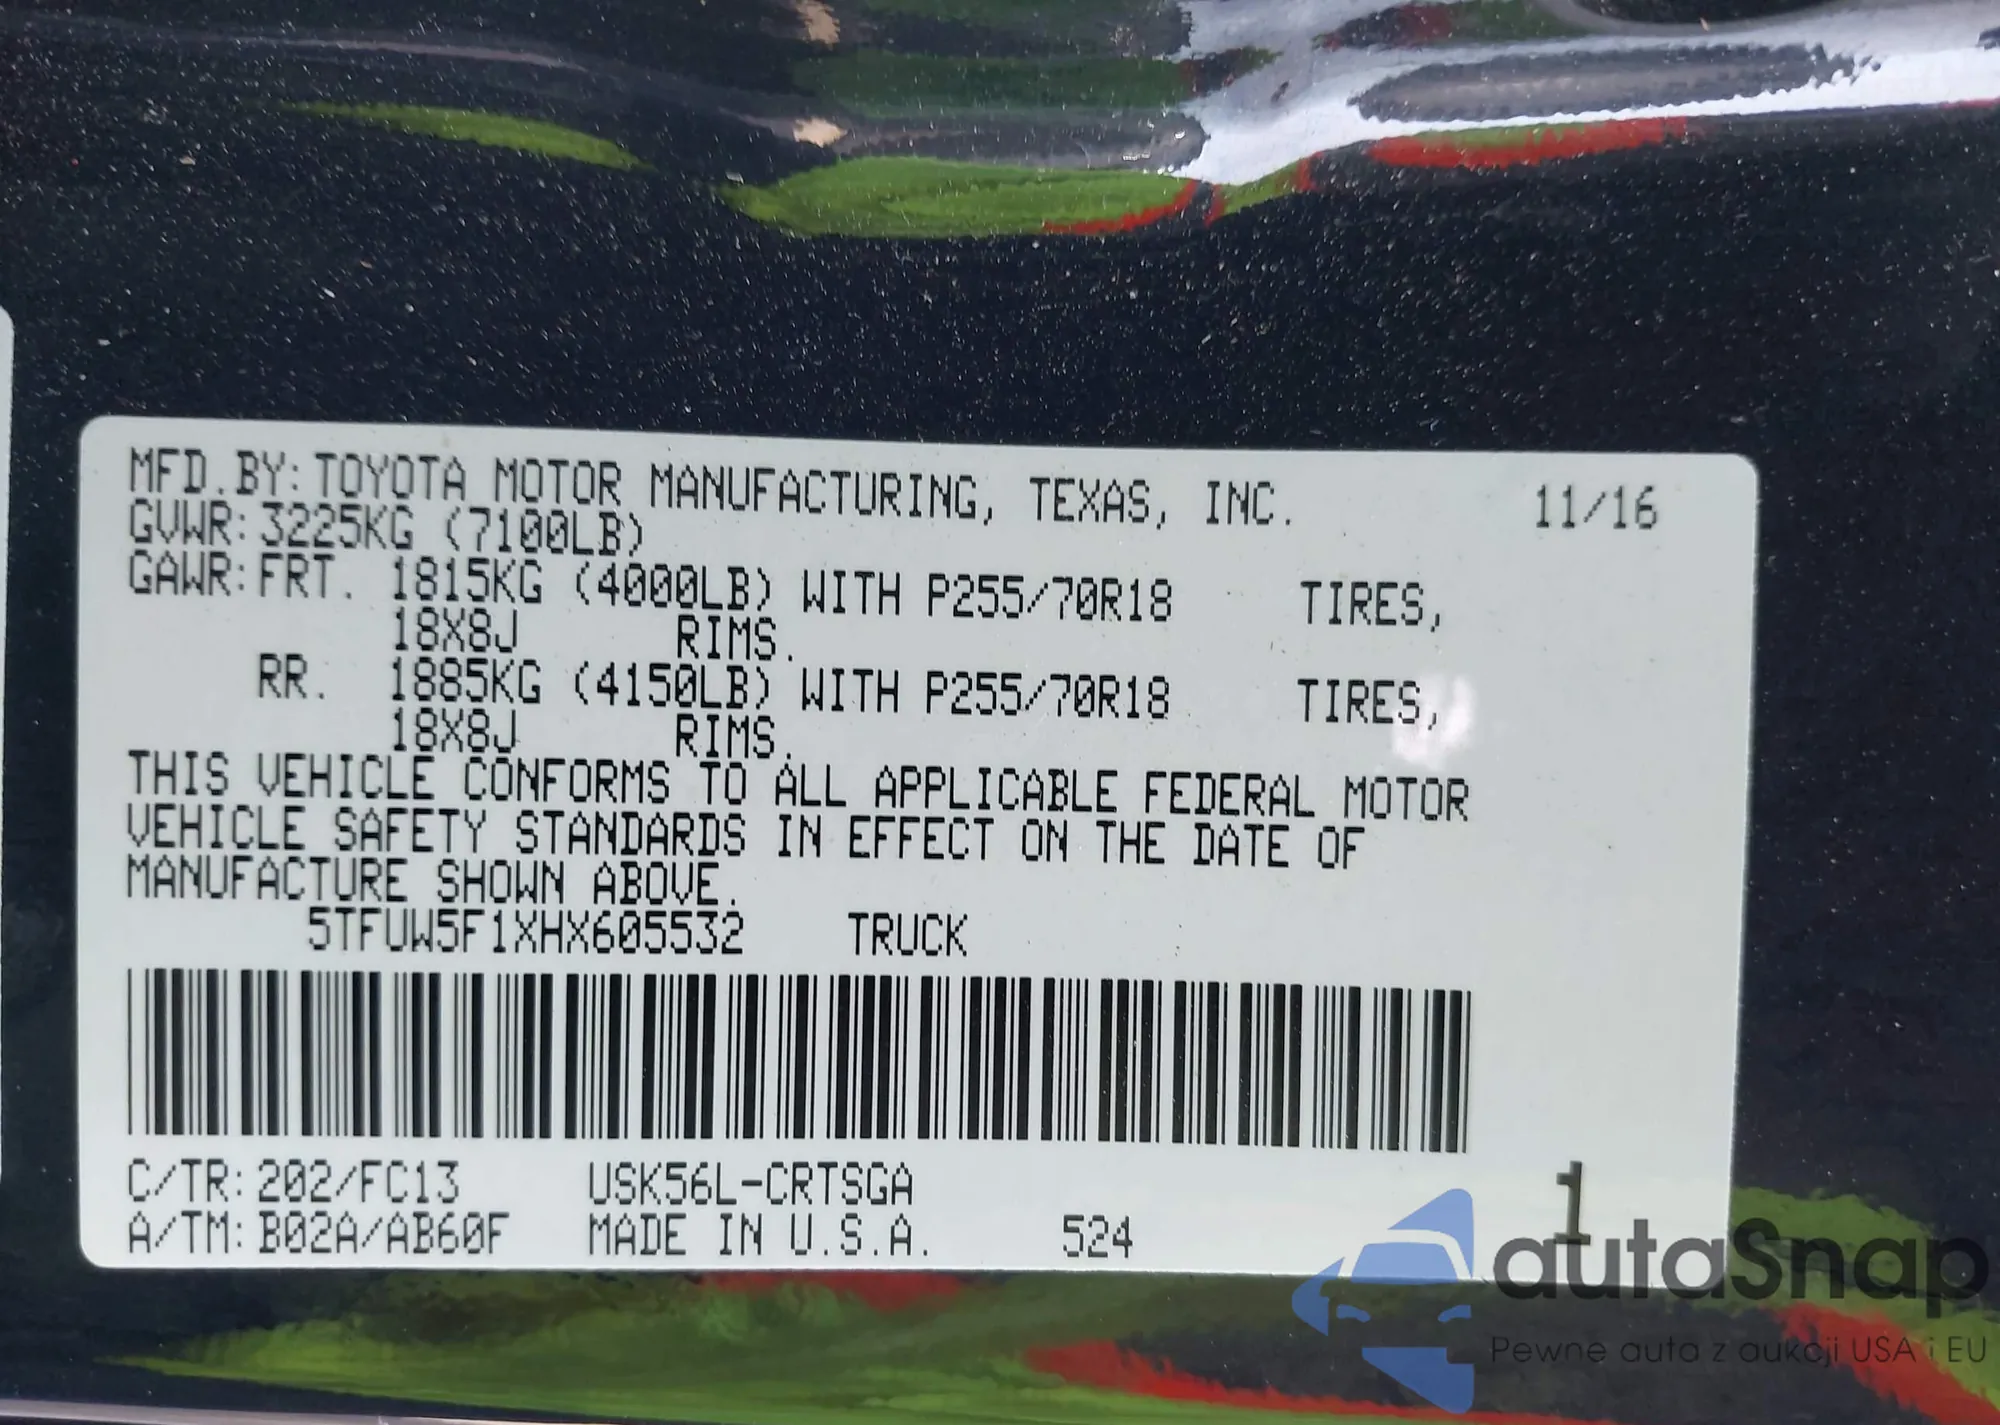 MFD.BY: TOYOTA MOTOR MANUFACTURING, TEXAS, INC. 11/16
GVWR: 3225KG (7100LB)
GAWR: FRT. 1815KG (4000LB) WITH P255/70R18 TIRES,
18X8J RIMS.
RR. 1885KG (4150LB) WITH P255/70R18 TIRES,
18X8J RIMS.
THIS VEHICLE CONFORMS TO ALL APPLICABLE FEDERAL MOTOR
VEHICLE SAFETY STANDARDS IN EFFECT ON THE DATE OF
MANUFACTURE SHOWN ABOVE.
5TFUW5F1XHX605532 TRUCK
C/TR: 202/FC13 USK56L-CRTSGA 1
A/TM: B02A/AB60F MADE IN U.S.A. 524
autoSnap
Pewne auta z aukcji USA i EU